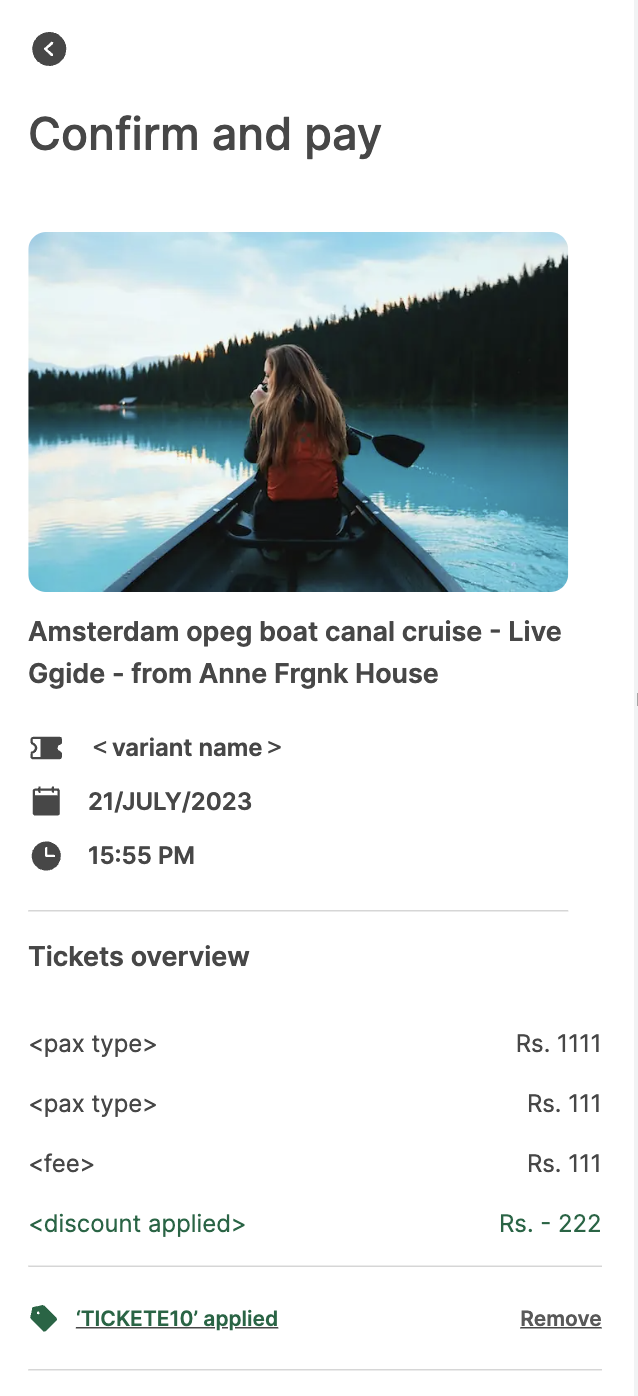 Confirm and pay
Amsterdam opeg boat canal cruise - Live
Ggide - from Anne Frgnk House
<variant name>
21/JULY/2023
15:55 PM
Tickets overview
<pax type> Rs. 1111
<pax type> Rs. 111
<fee> Rs. 111
<discount applied> Rs. - 222
‘TICKETE10’ applied Remove